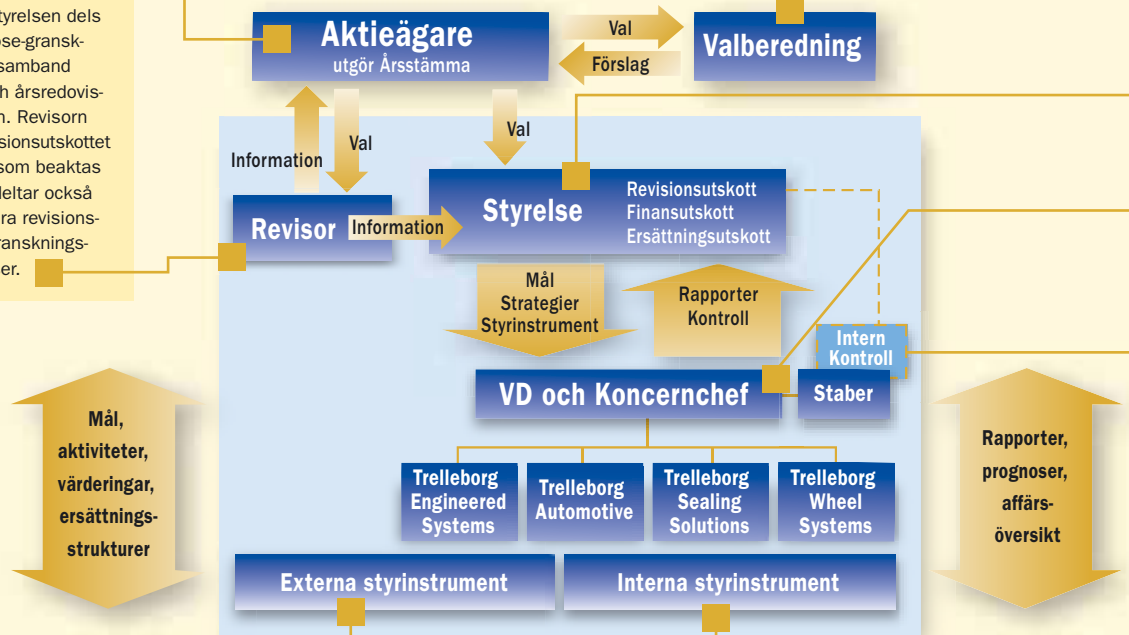 tyrelsen dels
ose-gransk-
samband
h årsredovis-
n. Revisorn
sionsutskottet
som beaktas
deltar också
ra revisions-
ransknings-
er.
Aktieägare
utgör Årsstämma
Val
Förslag
Valberedning
Information
Val
Val
Revisor
Information
Styrelse
Revisionsutskott
Finansutskott
Ersättningsutskott
Mål
Strategier
Styrinstrument
Rapporter
Kontroll
Intern
Kontroll
VD och Koncernchef
Staber
Mål,
aktiviteter,
värderingar,
ersättnings-
strukturer
Trelleborg
Engineered
Systems
Trelleborg
Automotive
Trelleborg
Sealing
Solutions
Trelleborg
Wheel
Systems
Rapporter,
prognoser,
affärs-
översikt
Externa styrinstrument
Interna styrinstrument